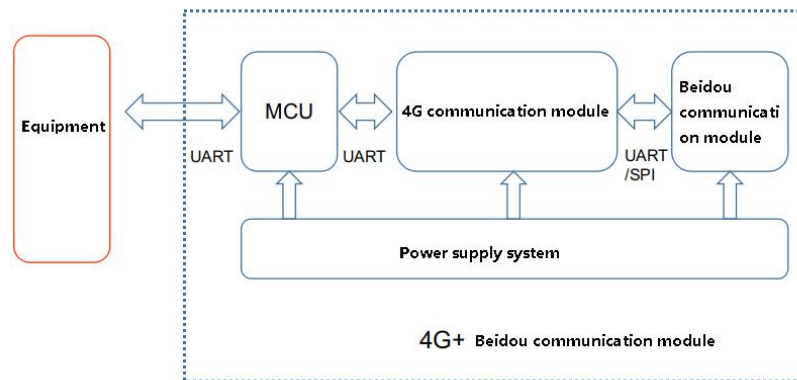 Equipment
MCU
4G communication module
Beidou
communicati
on module
UART
UART
UART
/SPI
Power supply system
4G+ Beidou communication module